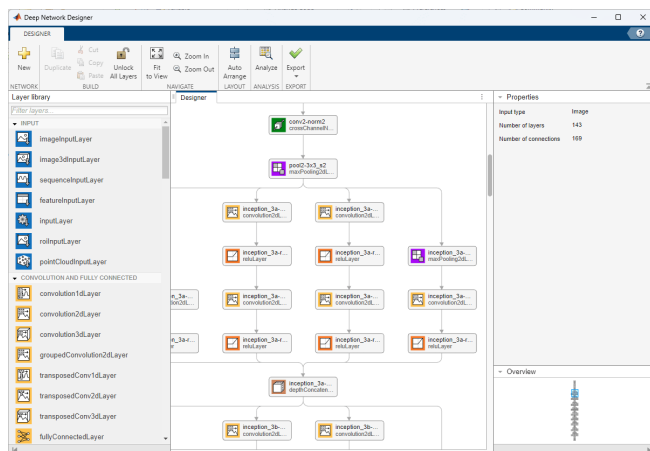 Deep Network Designer
DESIGNER
?
New
Duplicate
Cut
Copy
Paste
Unlock
All Layers
Fit
to View
Zoom In
Zoom Out
Auto
Arrange
Analyze
Export
NETWORK
BUILD
NAVIGATE
LAYOUT
ANALYSIS
EXPORT
Layer library
Filter layers...
INPUT
imageInputLayer
image3dInputLayer
sequenceInputLayer
featureInputLayer
inputLayer
roiInputLayer
pointCloudInputLayer
CONVOLUTION AND FULLY CONNECTED
convolution1dLayer
convolution2dLayer
convolution3dLayer
groupedConvolution2dLayer
transposedConv1dLayer
transposedConv2dLayer
transposedConv3dLayer
fullyConnectedLayer
Designer
conv2-norm2
crossChannelN...
pool2-3x3_s2
maxPooling2dL...
inception_3a-...
convolution2dL...
inception_3a-...
convolution2dL...
inception_3a-r...
reluLayer
inception_3a-r...
reluLayer
inception_3a-...
maxPooling2dL...
n_3a-...
ion2dL...
inception_3a-...
convolution2dL...
inception_3a-...
convolution2dL...
inception_3a-...
convolution2dL...
n_3a-r...
inception_3a-r...
reluLayer
inception_3a-r...
reluLayer
inception_3a-r...
reluLayer
inception_3a-...
depthConcaten...
inception_3b-...
convolution2dL...
inception_3b-...
convolution2dL...
Properties
Input type Image
Number of layers 143
Number of connections 169
Overview